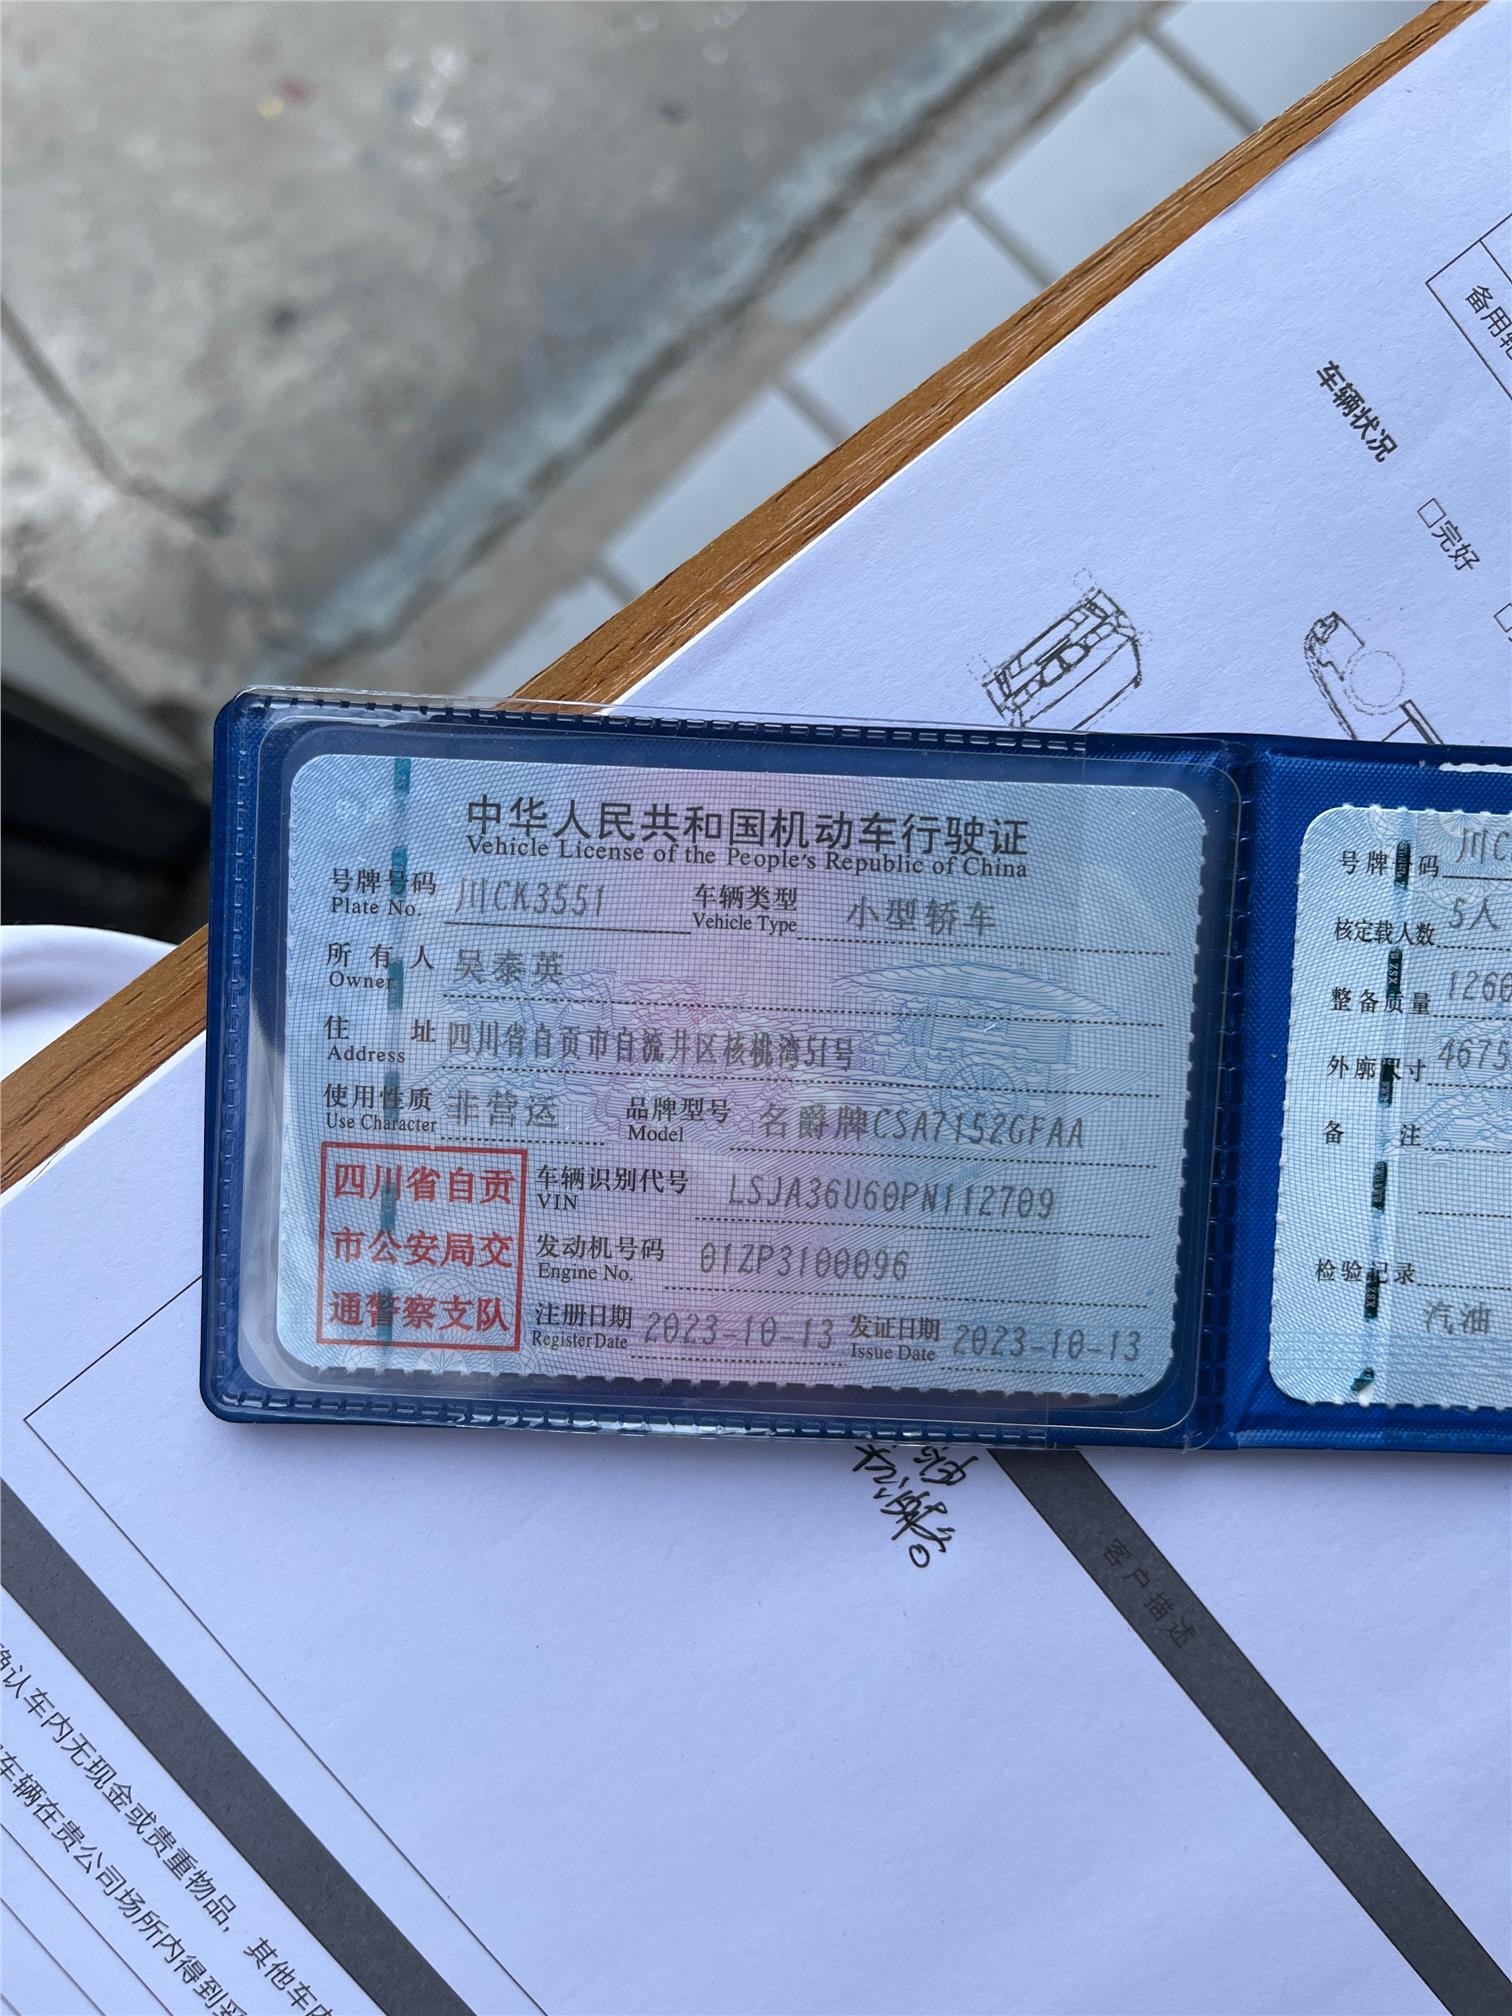 中华人民共和国机动车行驶证
Vehicle License of the People's Republic of China
号牌号码 川CK3551 车辆类型 小型轿车
Plate No. Vehicle Type
所有人 吴泰英
Owner
住址 四川省自贡市自流井区核桃湾51号
Address
使用性质 非营运 品牌型号 名爵牌CSA7152GFAA
Use Character Model
四川省自贡
市公安局交
通警察支队
车辆识别代号 LSJA36U60PN112709
VIN
发动机号码 01ZP3100096
Engine No.
注册日期 2023-10-13 发证日期 2023-10-13
Register Date Issue Date
号牌号码 川C
核定载人数 5人
整备质量 126
外廓尺寸 4675
备注
检验记录
汽油
备用
车辆状况
□完好
客户描述
确认车内无现金或贵重物品，其他车内
车辆在贵公司场所内得到